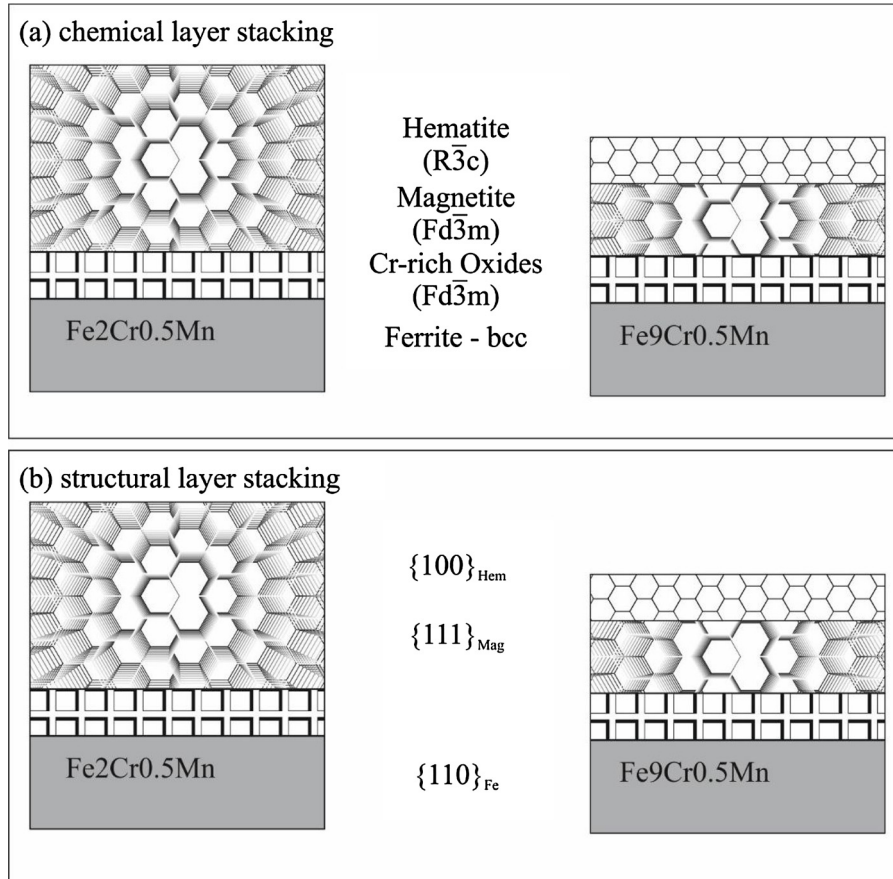 (a) chemical layer stacking
Hematite
(R3̅c)
Magnetite
(Fd3̅m)
Cr-rich Oxides
(Fd3̅m)
Fe2Cr0.5Mn
Ferrite - bcc
Fe9Cr0.5Mn
(b) structural layer stacking
{100}Hem
{111}Mag
Fe2Cr0.5Mn
{110}Fe
Fe9Cr0.5Mn